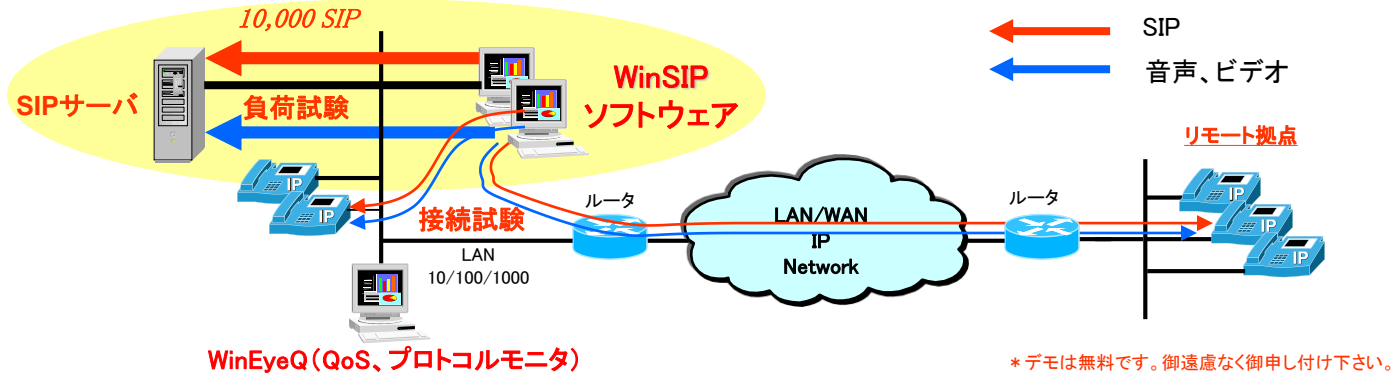 10,000 SIP
SIP
音声、ビデオ
WinSIP
ソフトウェア
SIPサーバ
負荷試験
リモート拠点
IP
IP
接続試験
ルータ
LAN/WAN
IP
Network
ルータ
IP
IP
IP
LAN
10/100/1000
WinEyeQ(QoS、プロトコルモニタ)
*デモは無料です。御遠慮なく御申し付け下さい。